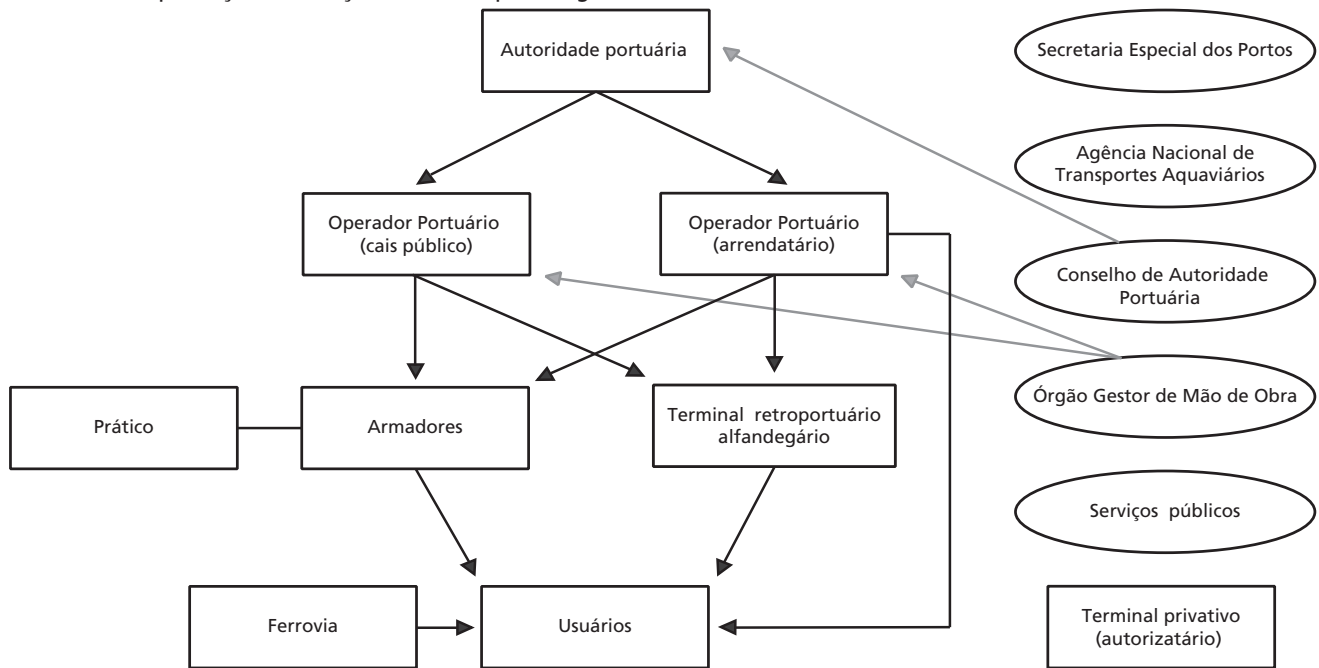 Autoridade portuária
Secretaria Especial dos Portos
Agência Nacional de
Transportes Aquaviários
Operador Portuário
(cais público)
Operador Portuário
(arrendatário)
Conselho de Autoridade
Portuária
Prático
Armadores
Terminal retroportuário
alfandegário
Órgão Gestor de Mão de Obra
Serviços públicos
Ferrovia
Usuários
Terminal privativo
(autorizatário)